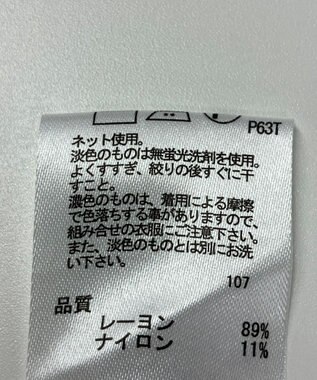 P63T
ネット使用。
淡色のものは無蛍光洗剤を使用。
よくすすぎ、絞りの後すぐに干
すこと。
濃色のものは、着用による摩擦
で色落ちする事がありますので、
組み合せの衣服にご注意下さい。
また、淡色のものとは別にお洗
い下さい。
107
品質
レーヨン 89%
ナイロン 11%